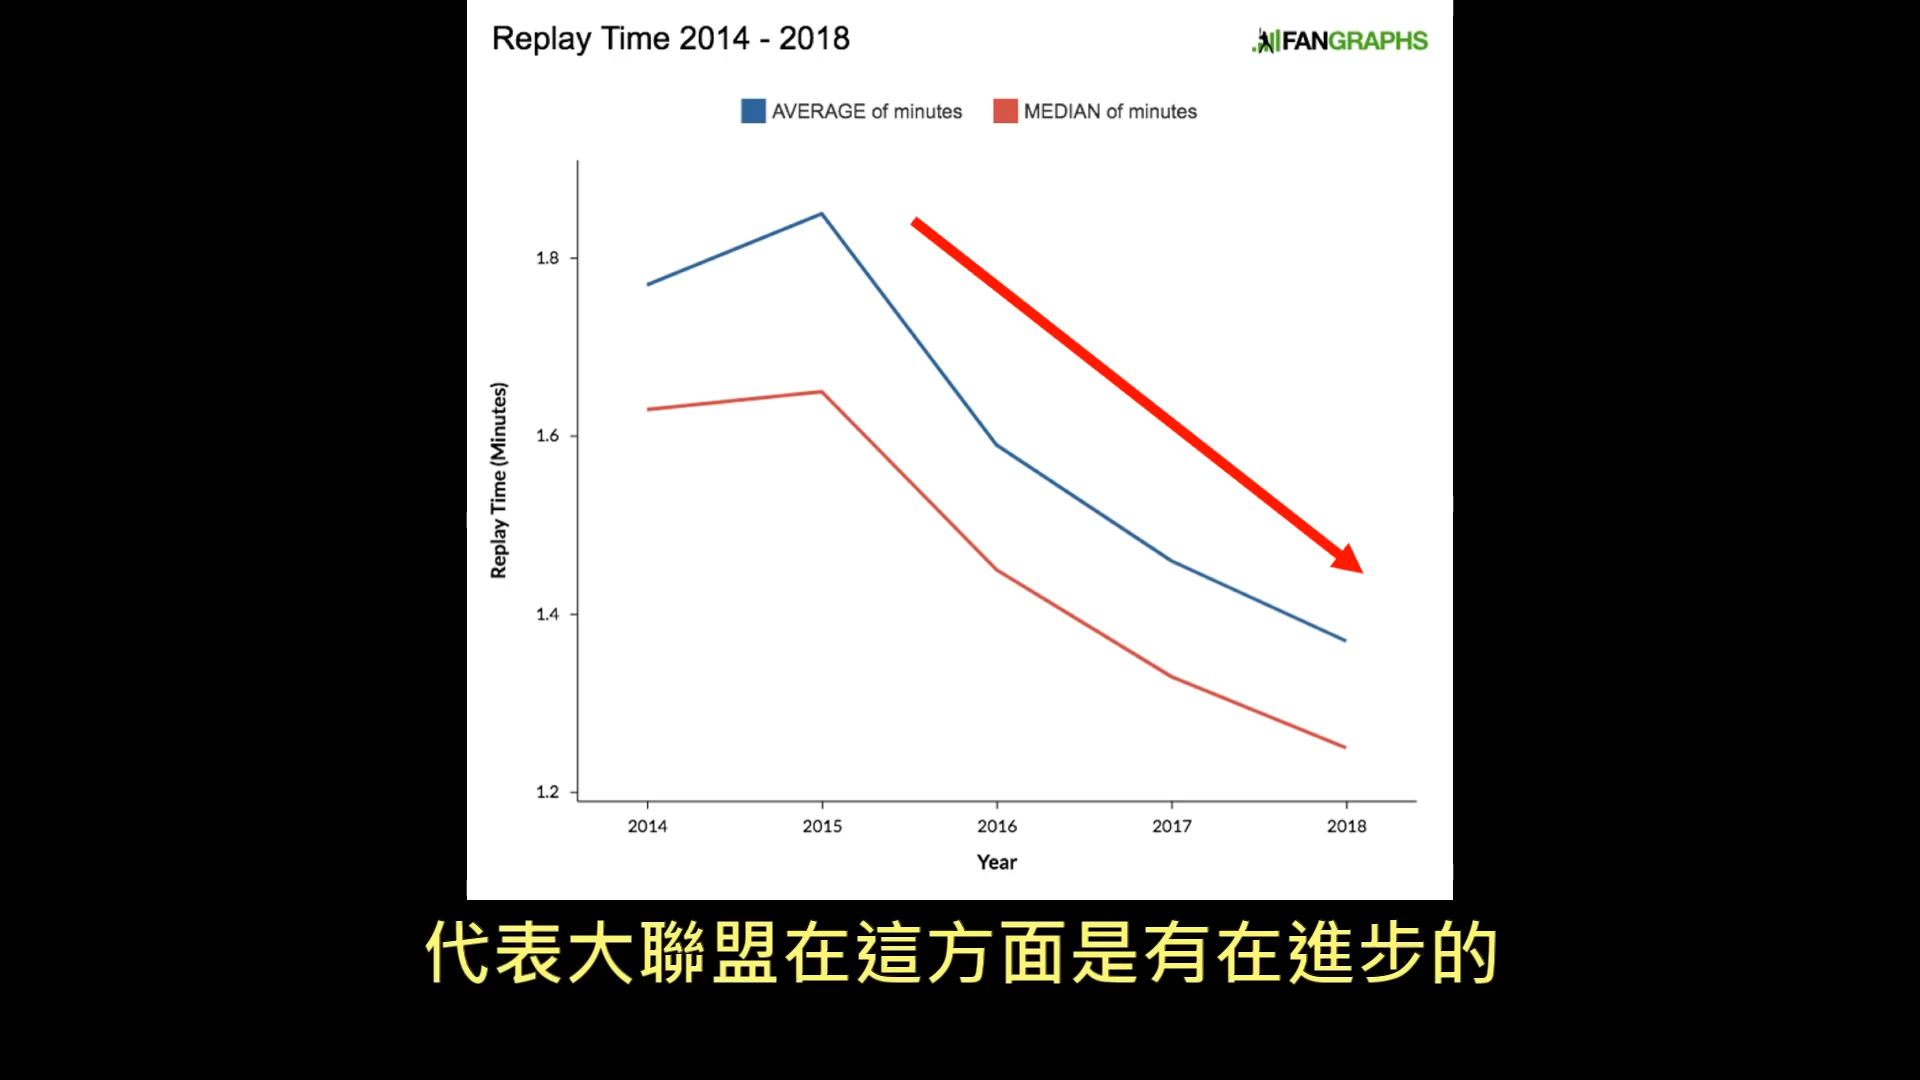 Replay Time 2014 - 2018
FANGRAPHS
AVERAGE of minutes
MEDIAN of minutes
1.8
1.6
1.4
1.2
Replay Time (Minutes)
2014
2015
2016
2017
2018
Year
代表大聯盟在這方面是有在進步的